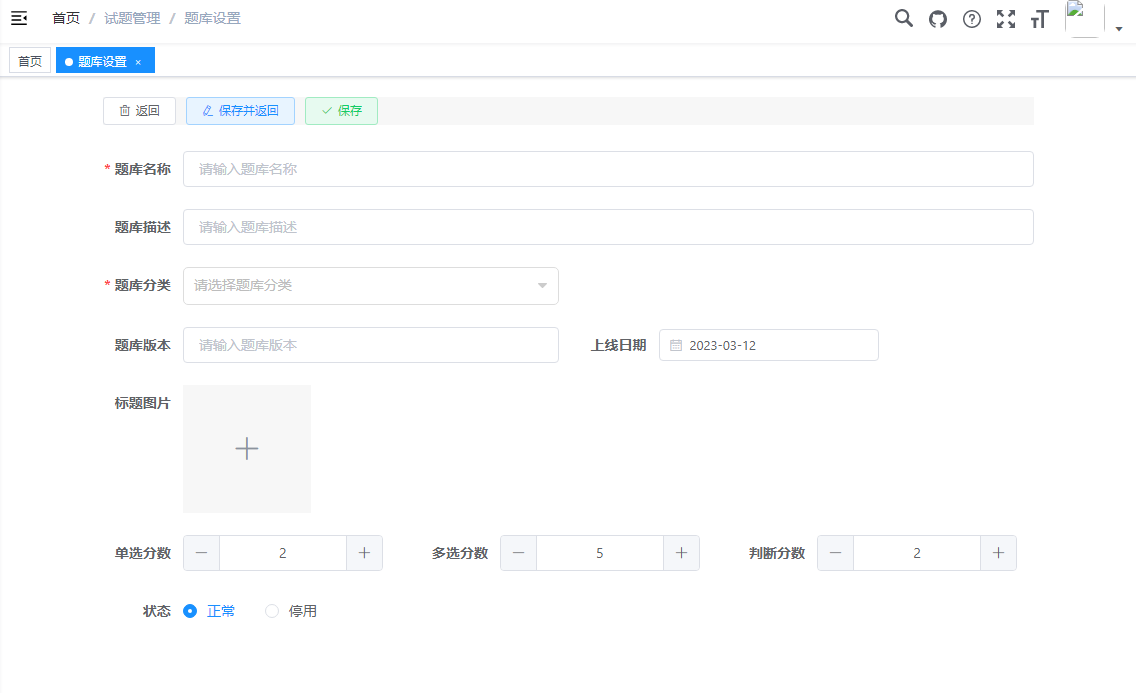 首页 / 试题管理 / 题库设置
首页 题库设置 ×
返回 保存并返回 保存
* 题库名称 请输入题库名称
题库描述 请输入题库描述
* 题库分类 请选择题库分类
题库版本 请输入题库版本 上线日期 2023-03-12
标题图片
单选分数 2 多选分数 5 判断分数 2
状态 正常 停用